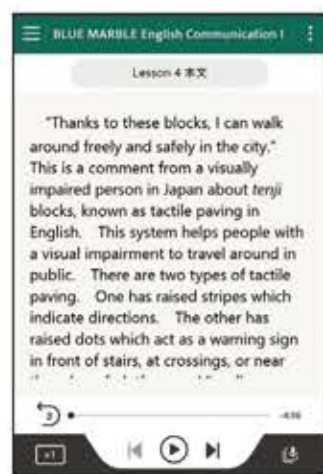 BLUE MARBLE English Communication I
Lesson 4 本文
"Thanks to these blocks, I can walk
around freely and safely in the city."
This is a comment from a visually
impaired person in Japan about tenji
blocks, known as tactile paving in
English. This system helps people with
a visual impairment to travel around in
public. There are two types of tactile
paving. One has raised stripes which
indicate directions. The other has
raised dots which act as a warning sign
in front of stairs, at crossings, or near
3
×1